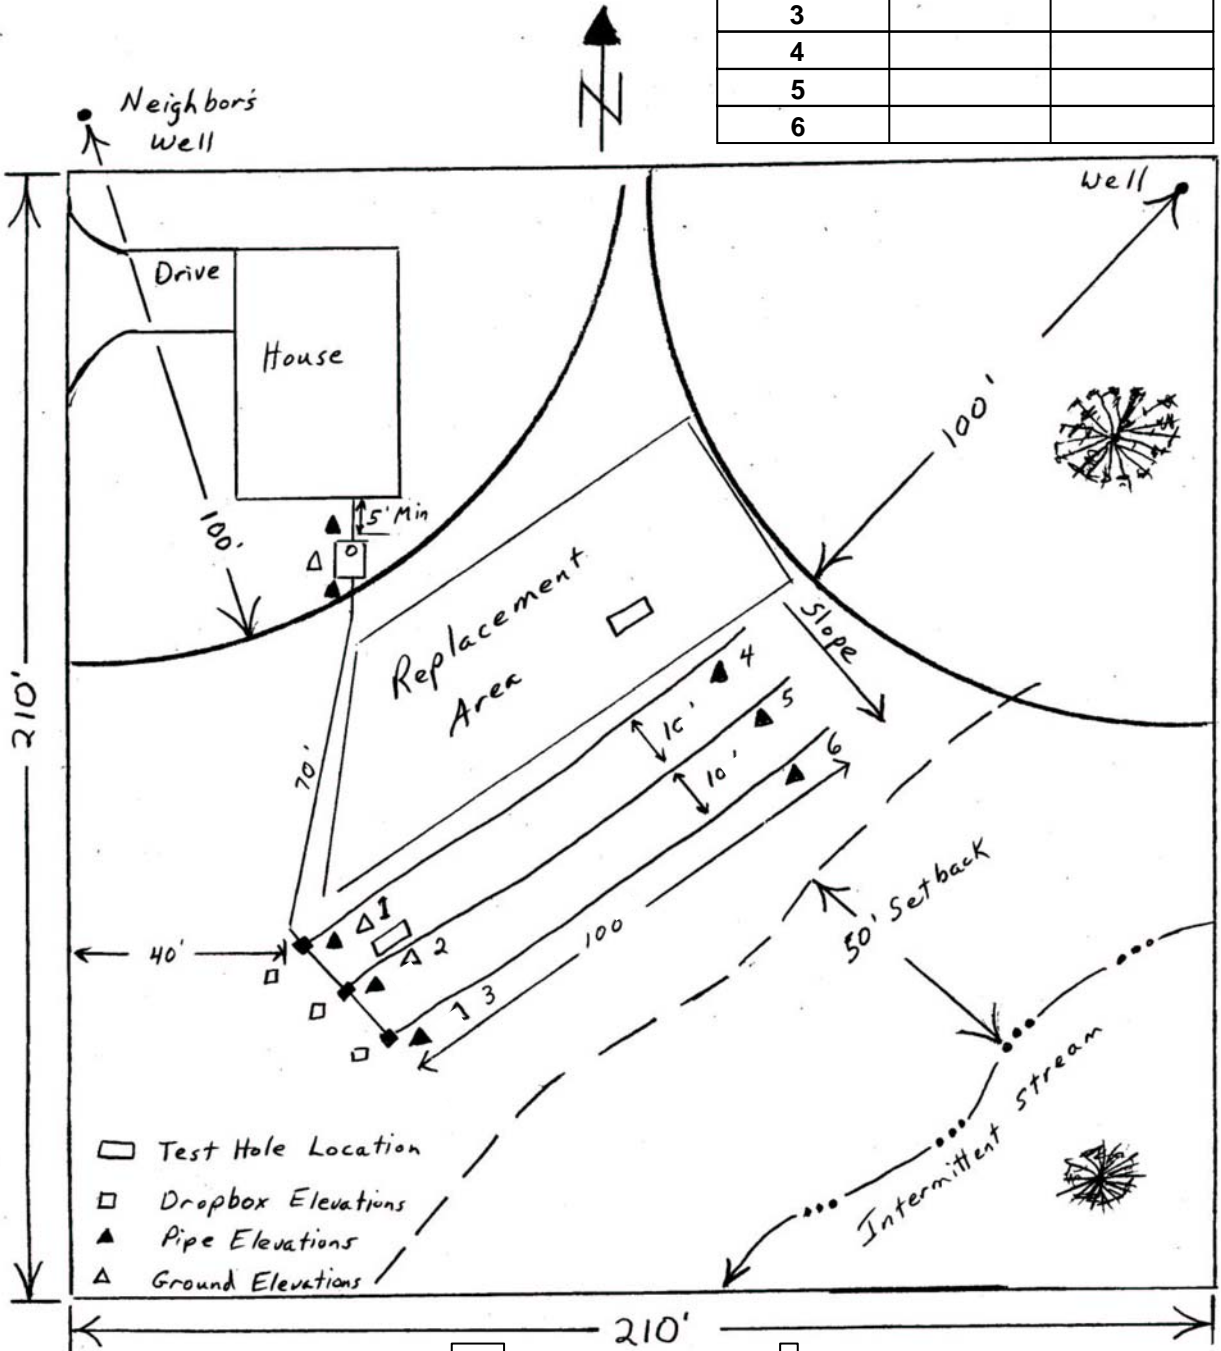 3
4
5
6
N
Neighbor's
Well
Well
Drive
House
100'
5' Min
100'
Replacement
Area
Slope
210'
70'
4
5
6
10'
10'
1
2
3
100
40'
50' Setback
Intermittent Stream
Test Hole Location
Dropbox Elevations
Pipe Elevations
Ground Elevations
210'